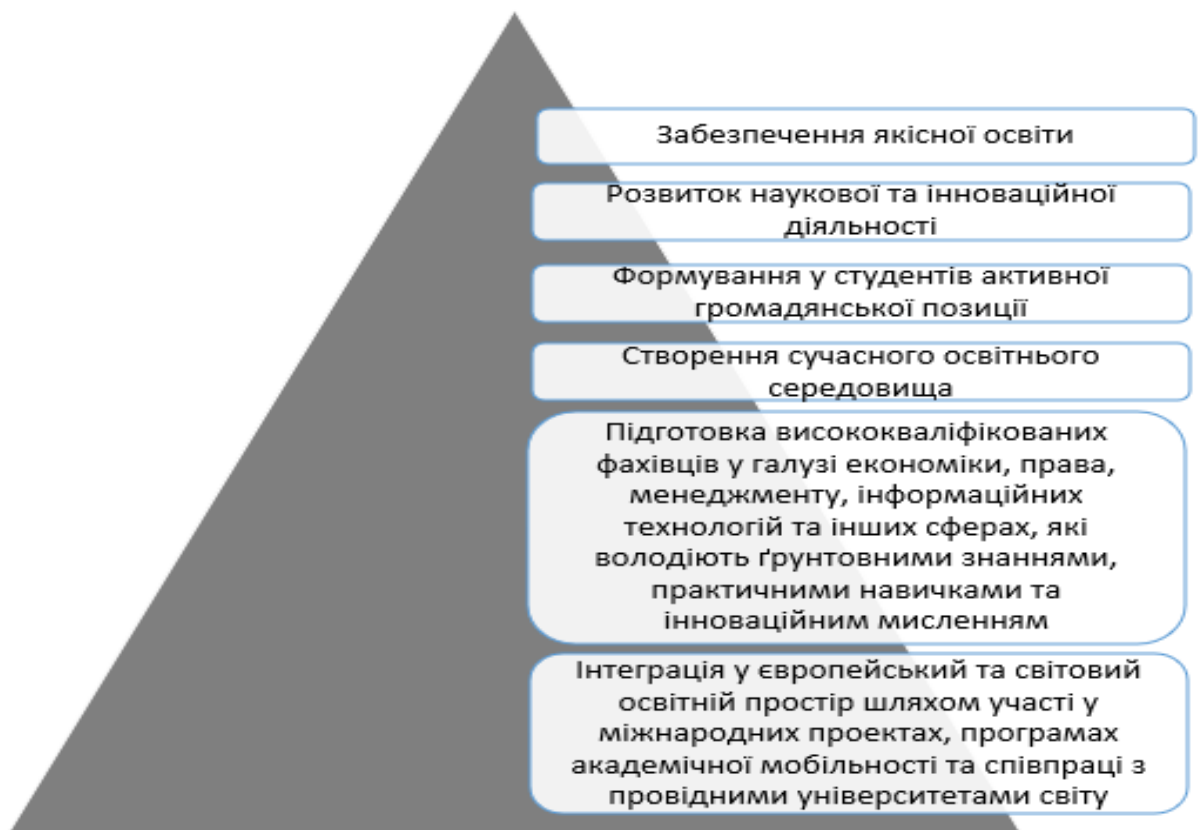 Забезпечення якісної освіти
Розвиток наукової та інноваційної
діяльності
Формування у студентів активної
громадянської позиції
Створення сучасного освітнього
середовища
Підготовка висококваліфікованих
фахівців у галузі економіки, права,
менеджменту, інформаційних
технологій та інших сферах, які
володіють ґрунтовними знаннями,
практичними навичками та
інноваційним мисленням
Інтеграція у європейський та світовий
освітній простір шляхом участі у
міжнародних проектах, програмах
академічної мобільності та співпраці з
провідними університетами світу